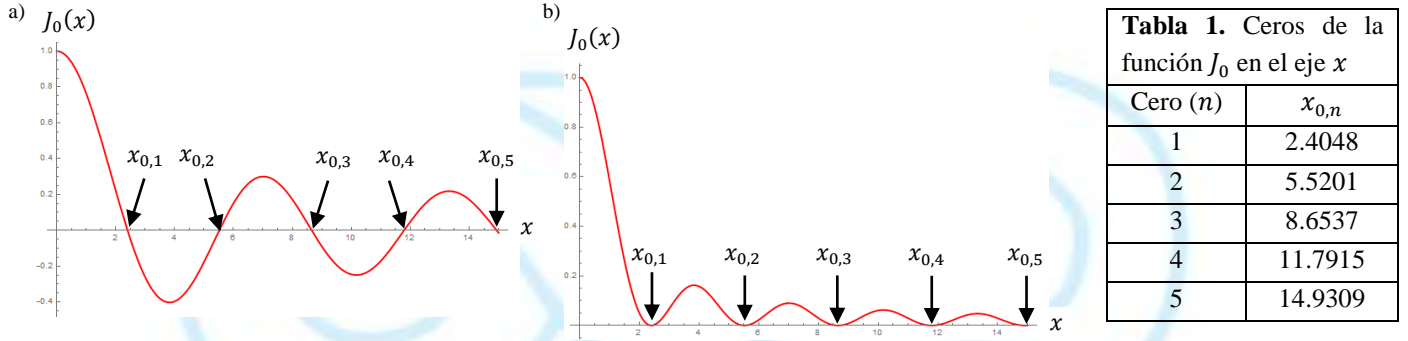 a)
J₀(x)
1.0
0.8
0.6
0.4
0.2
-0.2
-0.4
x₀,₁
x₀,₂
x₀,₃
x₀,₄
x₀,₅
2
4
6
8
10
12
14
x
b)
J₀(x)
1.0
0.8
0.6
0.4
0.2
x₀,₁
x₀,₂
x₀,₃
x₀,₄
x₀,₅
2
4
6
8
10
12
14
x
Tabla 1. Ceros de la
función J₀ en el eje x
Cero (n) x₀,ₙ
1 2.4048
2 5.5201
3 8.6537
4 11.7915
5 14.9309